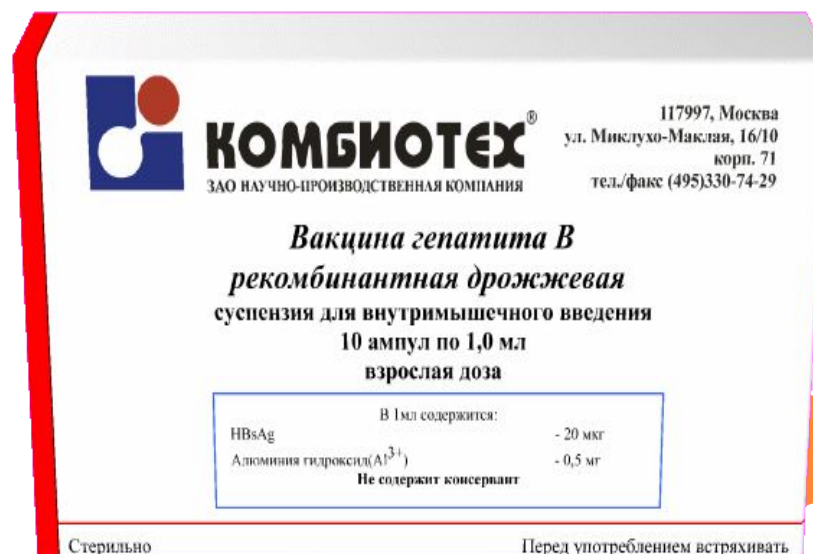 КОМБИОТЕХ®
ЗАО НАУЧНО-ПРОИЗВОДСТВЕННАЯ КОМПАНИЯ
117997, Москва
ул. Миклухо-Маклая, 16/10
корп. 71
тел./факс (495)330-74-29
Вакцина гепатита В
рекомбинантная дрожжевая
суспензия для внутримышечного введения
10 ампул по 1,0 мл
взрослая доза
В 1мл содержится:
HBsAg - 20 мкг
Алюминия гидроксид(Al3+) - 0,5 мг
Не содержит консервант
Стерильно Перед употреблением встряхивать